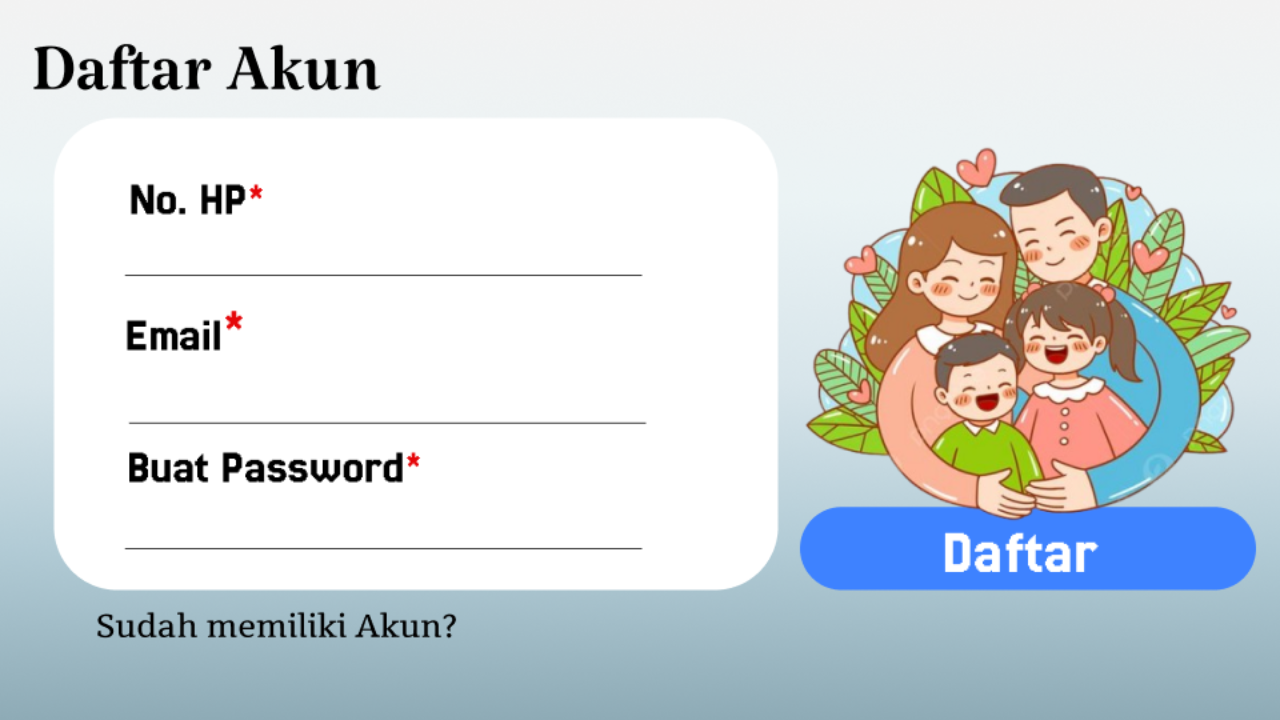 Daftar Akun
No. HP*
Email*
Buat Password*
Daftar
Sudah memiliki Akun?